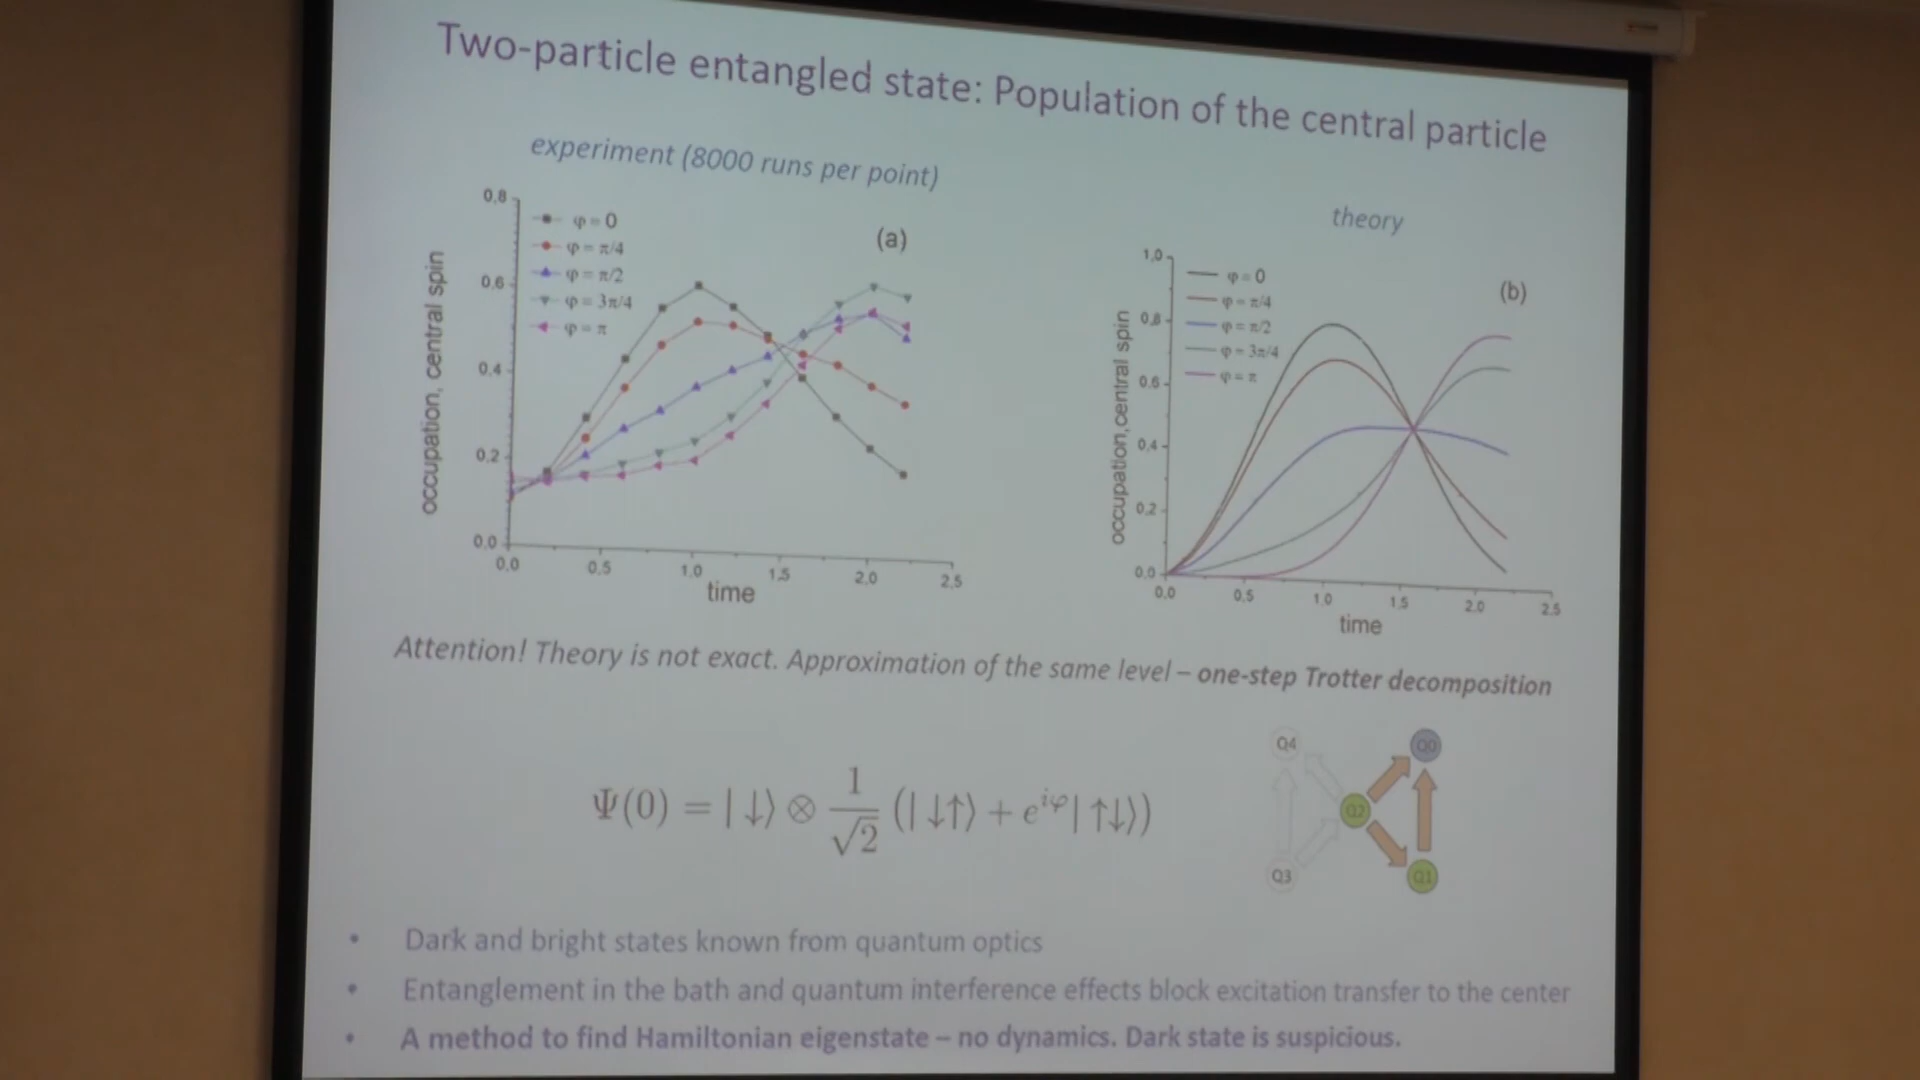 Two-particle entangled state: Population of the central particle
experiment (8000 runs per point)
0,8
0,6
0,4
0,2
0,0
occupation, central spin
φ = 0
φ = π/4
φ = π/2
φ = 3π/4
φ = π
(a)
0,0 0,5 1,0 1,5 2,0 2,5
time
theory
1,0
0,8
0,6
0,4
0,2
0,0
occupation,central spin
φ = 0
φ = π/4
φ = π/2
φ = 3π/4
φ = π
(b)
0,0 0,5 1,0 1,5 2,0 2,5
time
Attention! Theory is not exact. Approximation of the same level – one-step Trotter decomposition
Ψ(0) = |↓⟩ ⊗ 1/√2 (|↓↑⟩ + e^{iφ}|↑↓⟩)
Q4 Q0
Q2
Q3 Q1
• Dark and bright states known from quantum optics
• Entanglement in the bath and quantum interference effects block excitation transfer to the center
• A method to find Hamiltonian eigenstate – no dynamics. Dark state is suspicious.